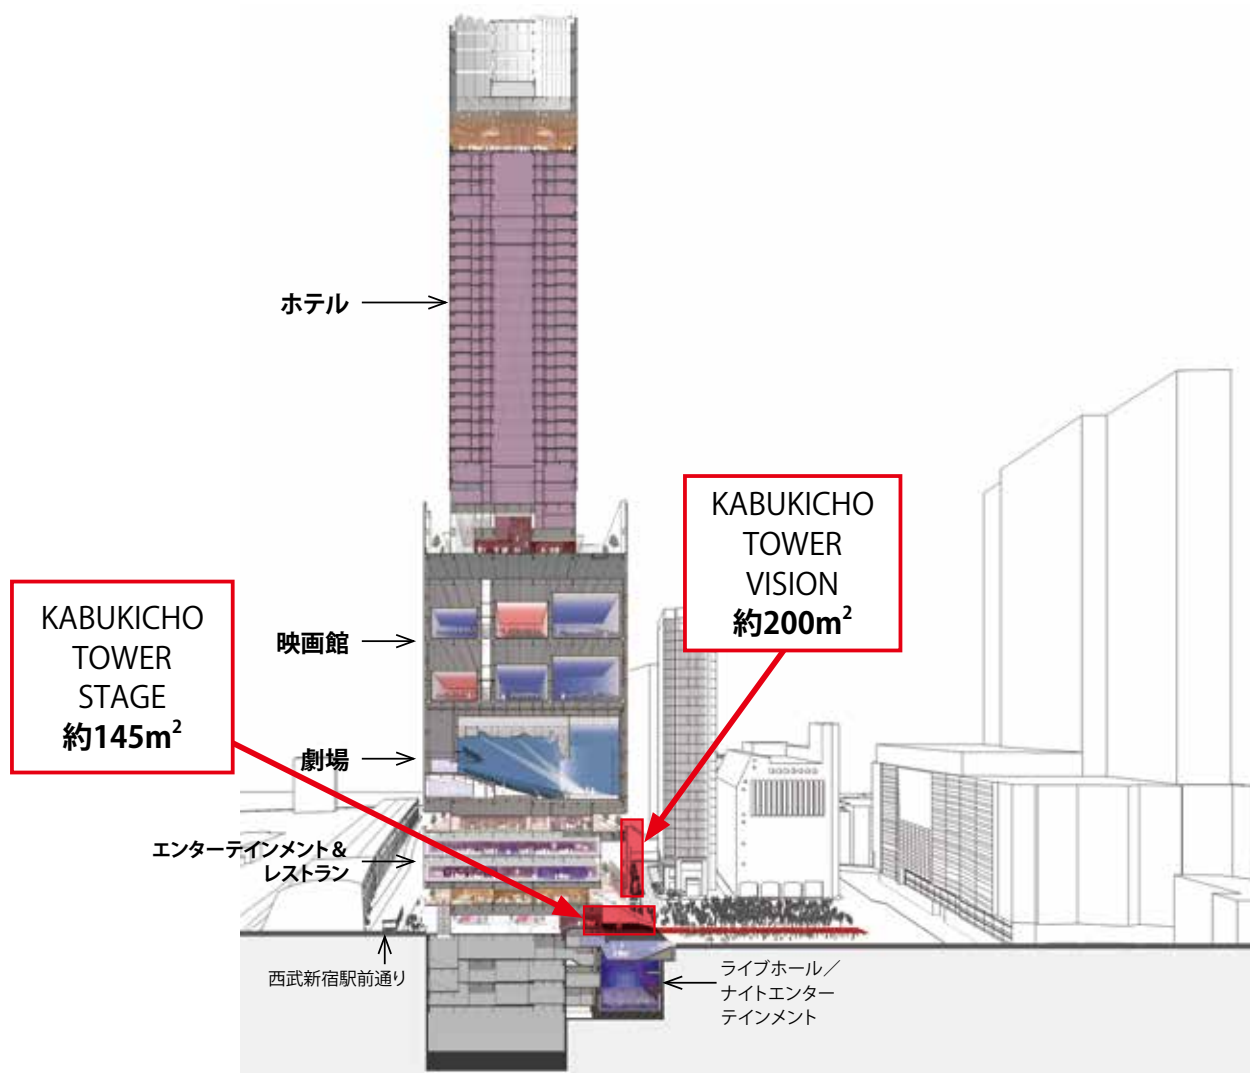 ホテル
KABUKICHO
TOWER
VISION
約200m²
KABUKICHO
TOWER
STAGE
約145m²
映画館
劇場
エンターテインメント&
レストラン
西武新宿駅前通り
ライブホール／
ナイトエンター
テインメント